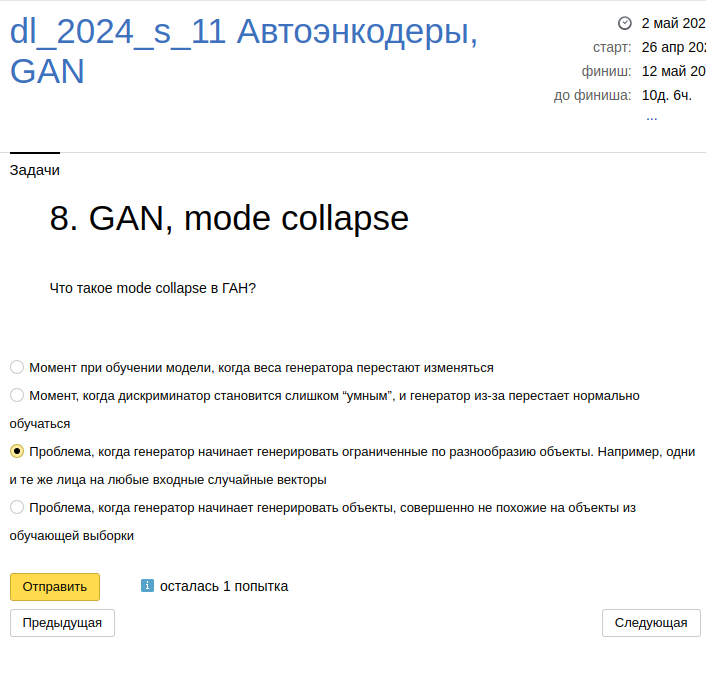 dl_2024_s_11 Автоэнкодеры,
GAN
2 май 202
старт: 26 апр 202
финиш: 12 май 20
до финиша: 10д. 6ч.
...
Задачи
8. GAN, mode collapse
Что такое mode collapse в ГАН?
Момент при обучении модели, когда веса генератора перестают изменяться
Момент, когда дискриминатор становится слишком “умным”, и генератор из-за перестает нормально
обучаться
Проблема, когда генератор начинает генерировать ограниченные по разнообразию объекты. Например, одни
и те же лица на любые входные случайные векторы
Проблема, когда генератор начинает генерировать объекты, совершенно не похожие на объекты из
обучающей выборки
Отправить
осталась 1 попытка
Предыдущая
Следующая